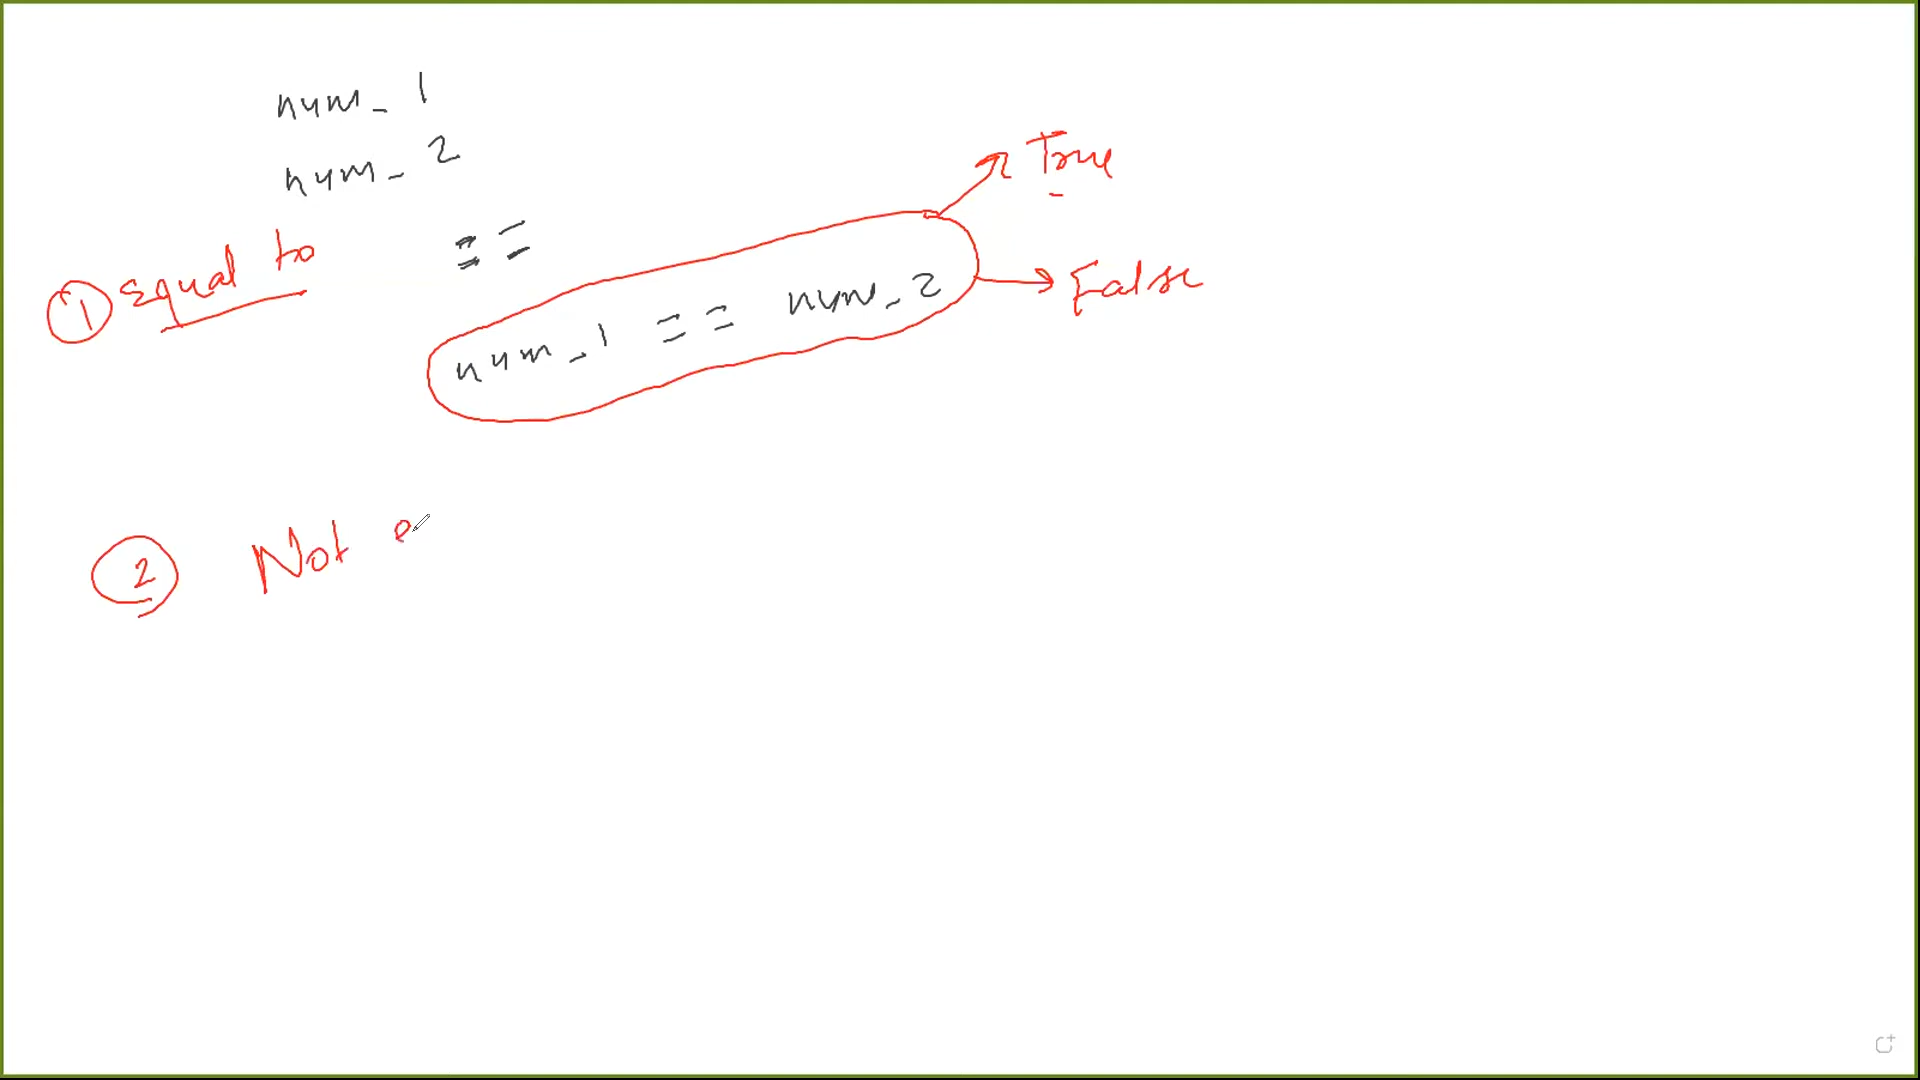 num_1
num_2
① Equal to ==
num_1 == num_2
True
False
② Not e